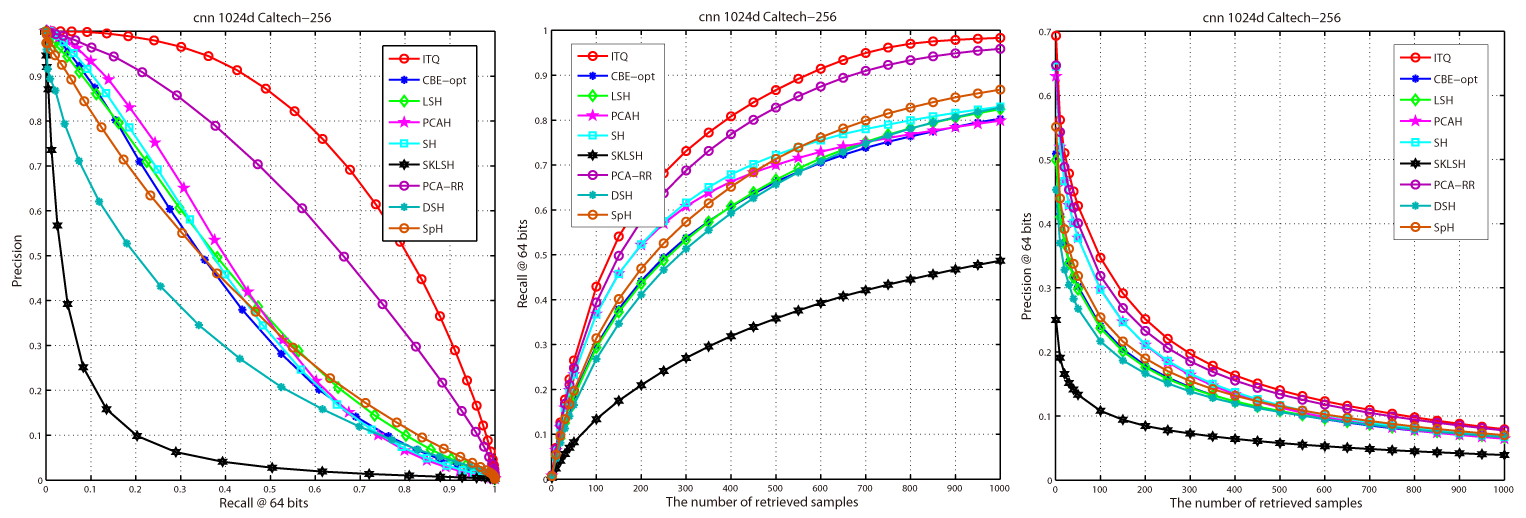 cnn 1024d Caltech−256
1
0.9
0.8
0.7
0.6
0.5
0.4
0.3
0.2
0.1
0
0 0.1 0.2 0.3 0.4 0.5 0.6 0.7 0.8 0.9 1
Precision
Recall @ 64 bits
ITQ
CBE−opt
LSH
PCAH
SH
SKLSH
PCA−RR
DSH
SpH
cnn 1024d Caltech−256
1
0.9
0.8
0.7
0.6
0.5
0.4
0.3
0.2
0.1
0
0 100 200 300 400 500 600 700 800 900 1000
Recall @ 64 bits
The number of retrieved samples
ITQ
CBE−opt
LSH
PCAH
SH
SKLSH
PCA−RR
DSH
SpH
cnn 1024d Caltech−256
0.7
0.6
0.5
0.4
0.3
0.2
0.1
0
0 100 200 300 400 500 600 700 800 900 1000
Precision @ 64 bits
The number of retrieved samples
ITQ
CBE−opt
LSH
PCAH
SH
SKLSH
PCA−RR
DSH
SpH